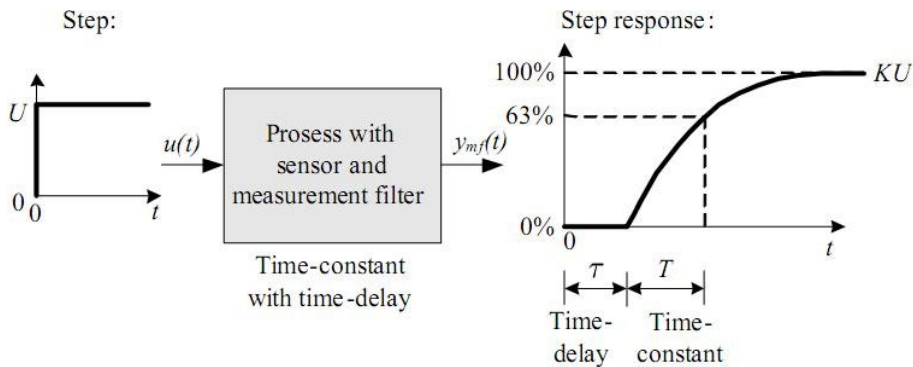 Step:
Step response:
U
0
0
t
u(t)
Prosess with
sensor and
measurement filter
y_mf(t)
Time-constant
with time-delay
100%
63%
0%
0
KU
t
τ
T
Time-
delay
Time-
constant